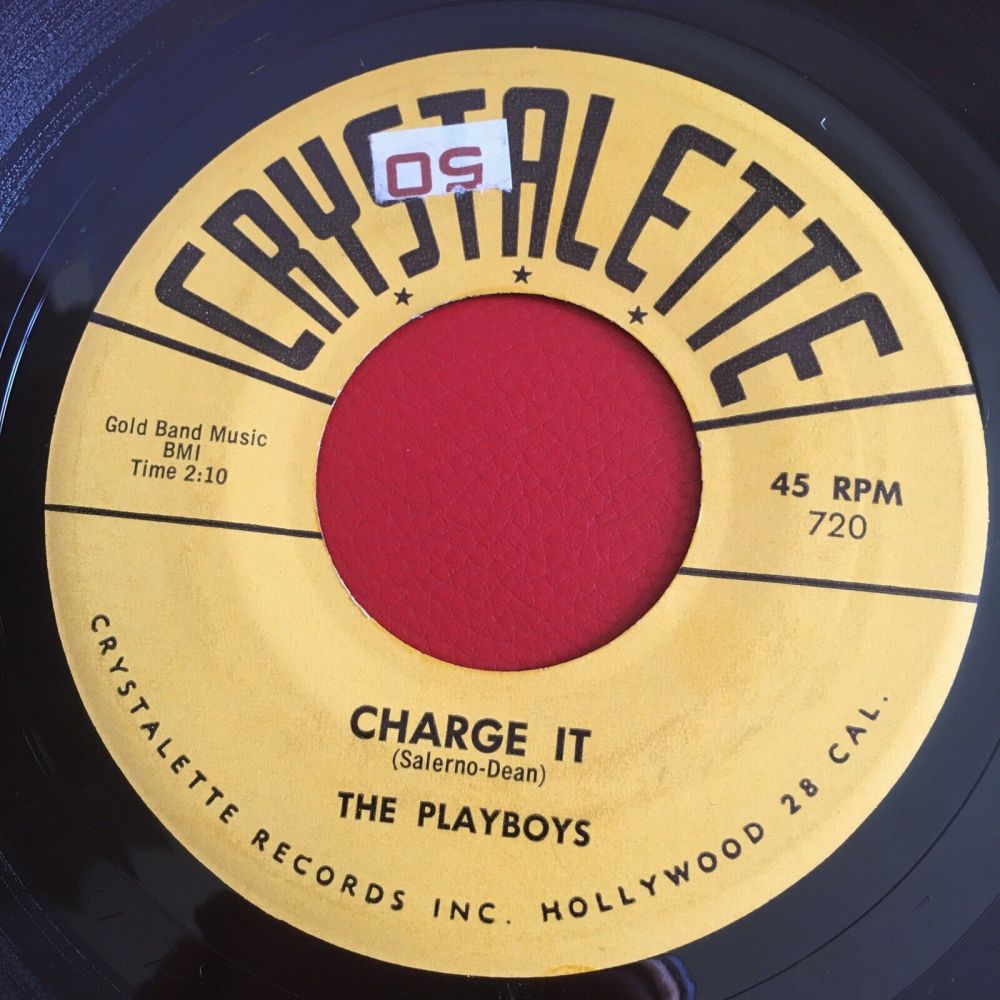 CRYSTALETTE
50
Gold Band Music
BMI
Time 2:10
45 RPM
720
CHARGE IT
(Salerno-Dean)
THE PLAYBOYS
CRYSTALETTE RECORDS INC. HOLLYWOOD 28 CAL.